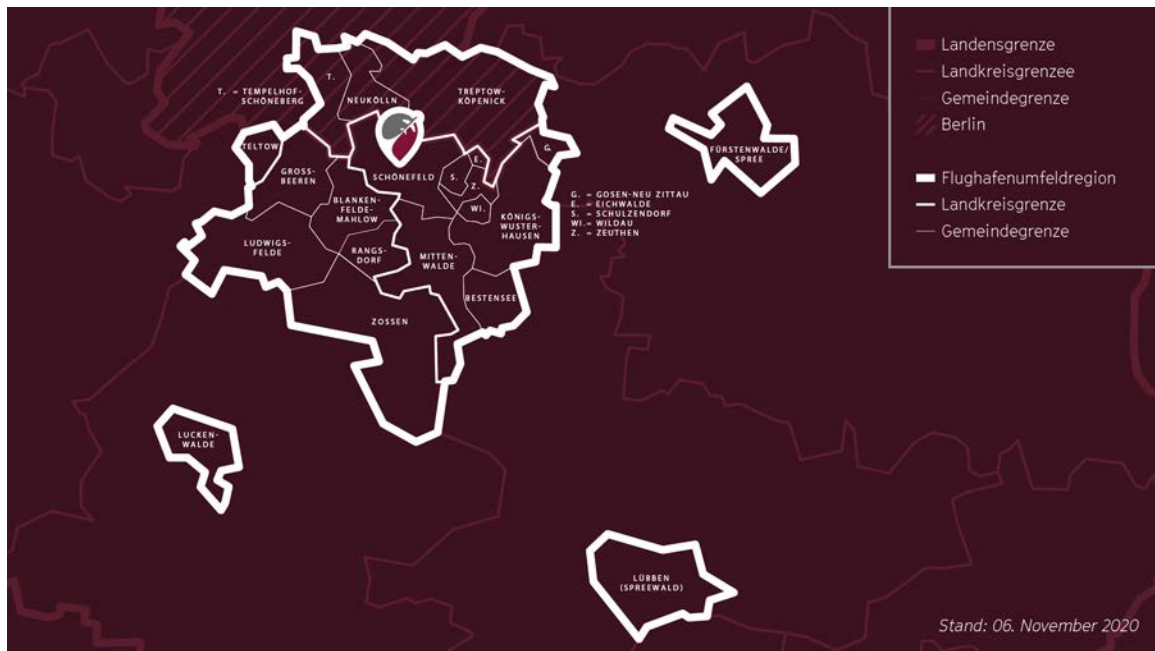 T. = TEMPELHOF-
SCHÖNEBERG
T.
NEUKÖLLN
TREPTOW-
KÖPENICK
TELTOW
GROSS-
BEEREN
SCHÖNEFELD
E.
S.
Z.
WI.
G.
BLANKEN-
FELDE-
MAHLOW
KÖNIGS-
WUSTER-
HAUSEN
LUDWIGS-
FELDE
RANGS-
DORF
MITTEN-
WALDE
BESTENSEE
ZOSSEN
G. = GOSEN-NEU ZITTAU
E. = EICHWALDE
S. = SCHULZENDORF
WI.= WILDAU
Z. = ZEUTHEN
FÜRSTENWALDE/
SPREE
LUCKEN-
WALDE
LÜBBEN
(SPREEWALD)
Landensgrenze
Landkreisgrenzee
Gemeindegrenze
Berlin
Flughafenumfeldregion
Landkreisgrenze
Gemeindegrenze
Stand: 06. November 2020